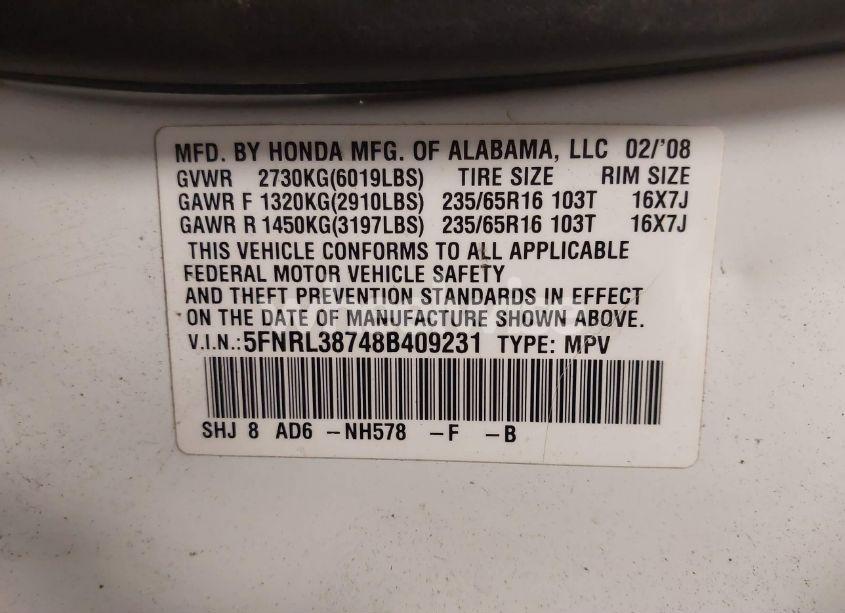 MFD. BY HONDA MFG. OF ALABAMA, LLC 02/'08
GVWR 2730KG(6019LBS) TIRE SIZE RIM SIZE
GAWR F 1320KG(2910LBS) 235/65R16 103T 16X7J
GAWR R 1450KG(3197LBS) 235/65R16 103T 16X7J
THIS VEHICLE CONFORMS TO ALL APPLICABLE
FEDERAL MOTOR VEHICLE SAFETY
AND THEFT PREVENTION STANDARDS IN EFFECT
ON THE DATE OF MANUFACTURE SHOWN ABOVE.
V.I.N.: 5FNRL38748B409231 TYPE: MPV
SHJ 8 AD6 -NH578 -F -B